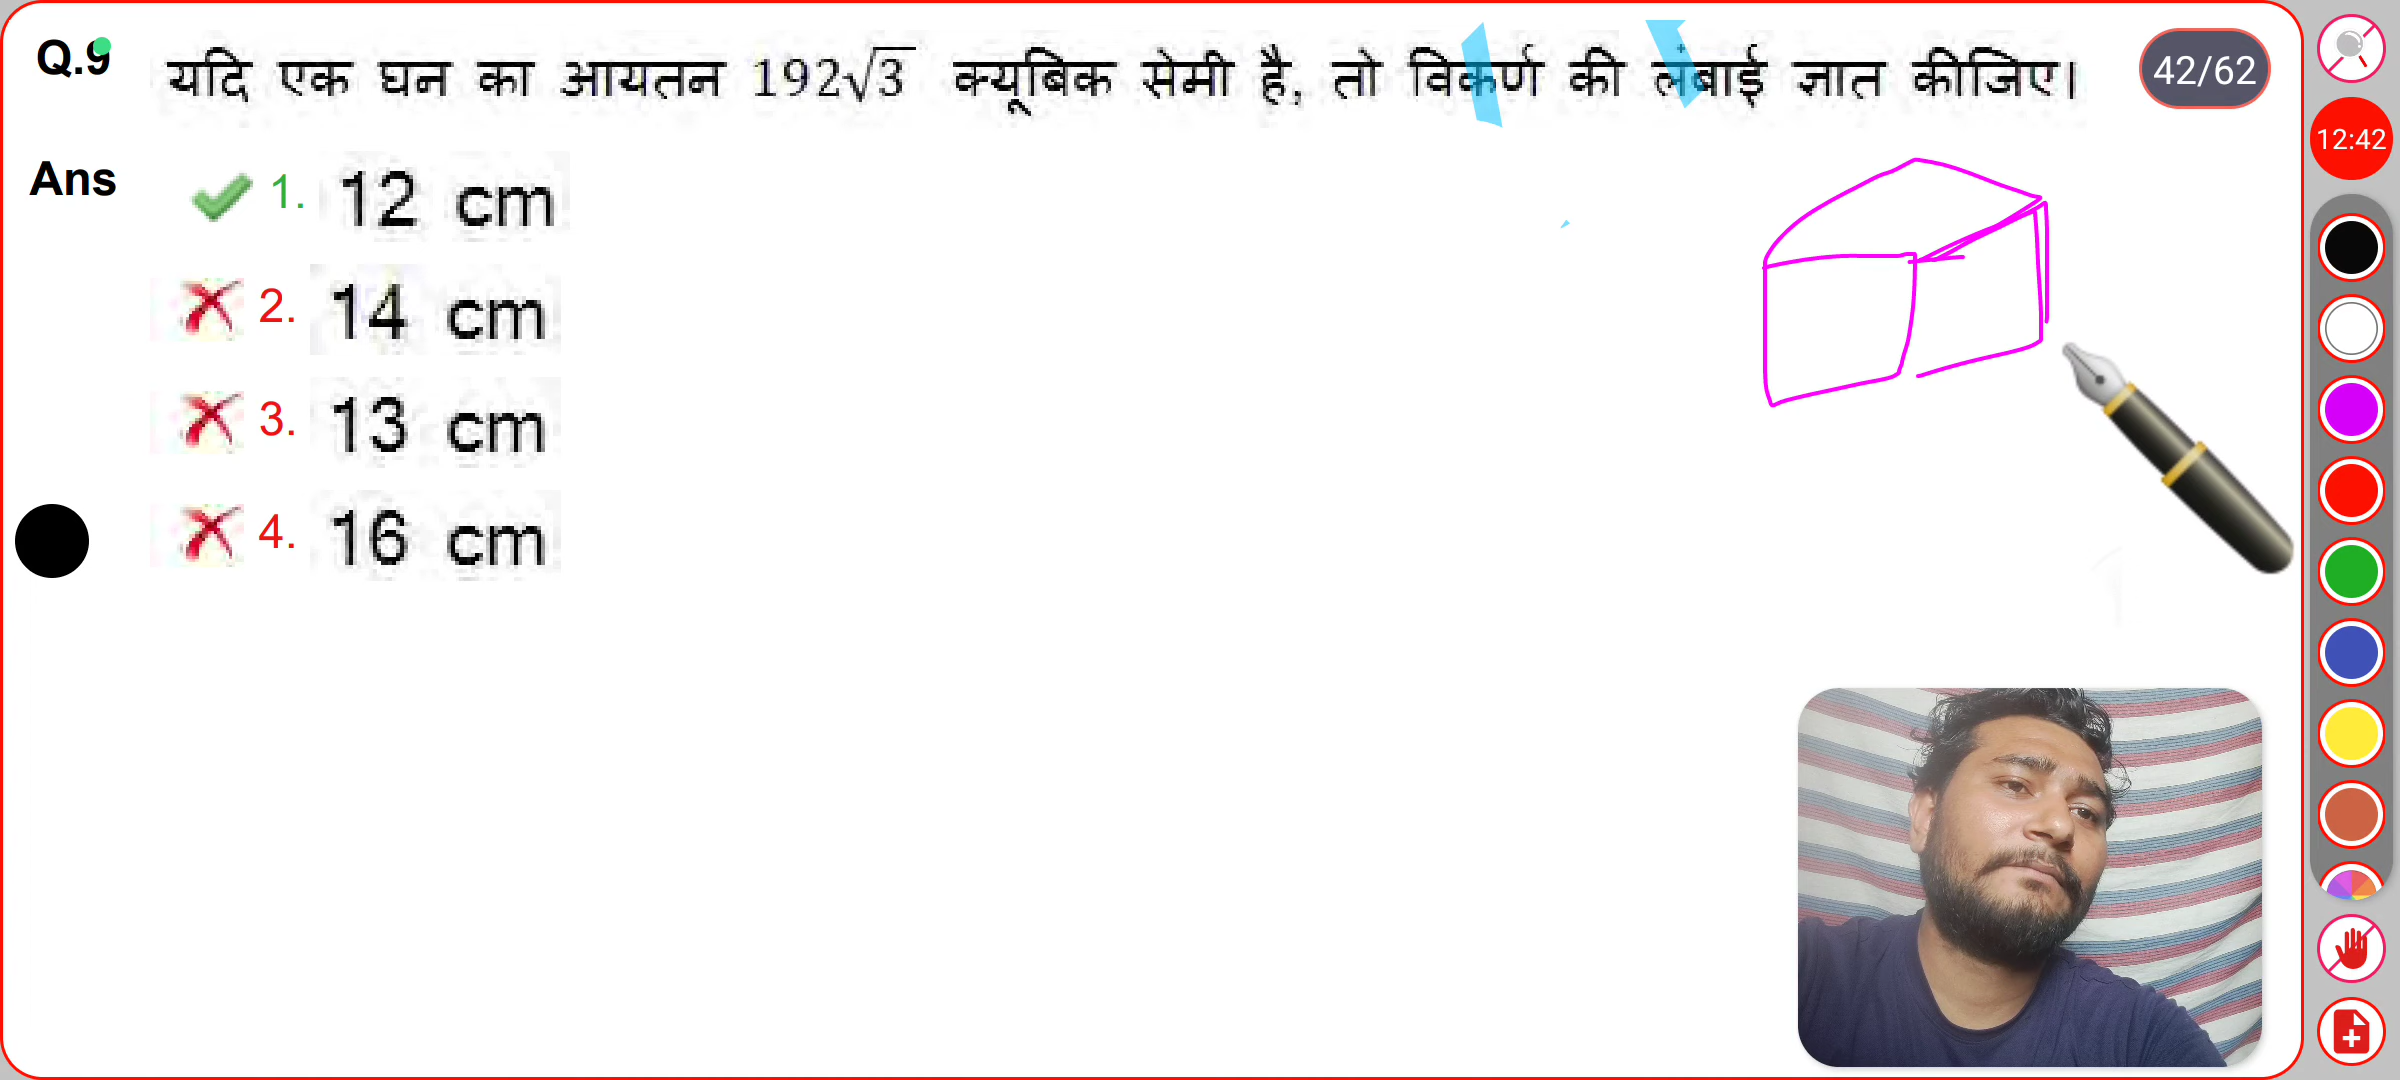 Q.9 यदि एक घन का आयतन 192√3 क्यूबिक सेमी है, तो विकर्ण की लंबाई ज्ञात कीजिए।
42/62
12:42
Ans
1. 12 cm
2. 14 cm
3. 13 cm
4. 16 cm